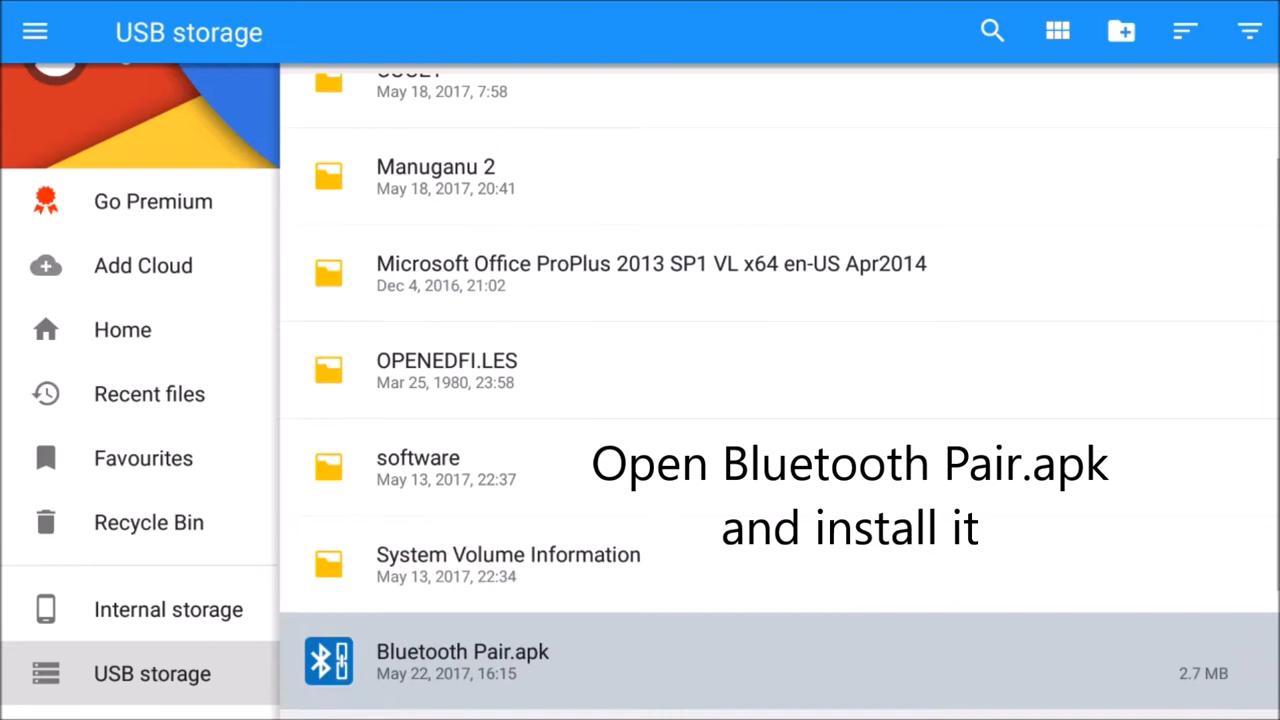 USB storage
May 18, 2017, 7:58
Manuganu 2
May 18, 2017, 20:41
Go Premium
Microsoft Office ProPlus 2013 SP1 VL x64 en-US Apr2014
Dec 4, 2016, 21:02
Add Cloud
Home
OPENEDFI.LES
Mar 25, 1980, 23:58
Recent files
software
May 13, 2017, 22:37
Favourites
Open Bluetooth Pair.apk
and install it
Recycle Bin
System Volume Information
May 13, 2017, 22:34
Internal storage
Bluetooth Pair.apk
May 22, 2017, 16:15
2.7 MB
USB storage